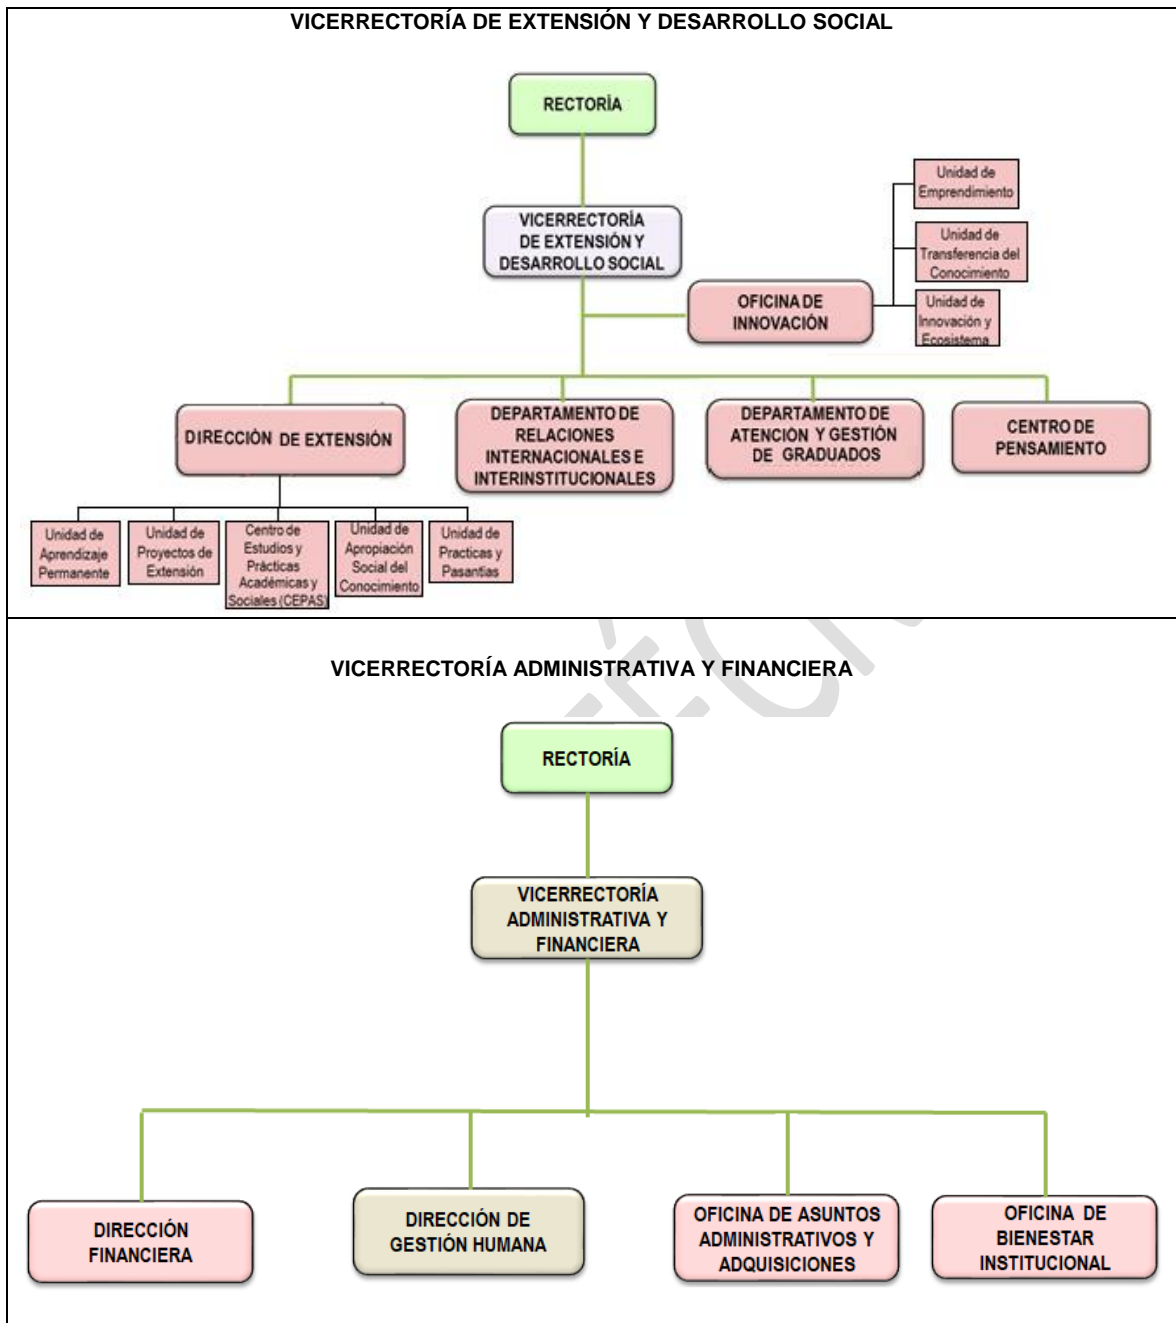 VICERRECTORÍA DE EXTENSIÓN Y DESARROLLO SOCIAL
RECTORÍA
VICERRECTORÍA
DE EXTENSIÓN Y
DESARROLLO SOCIAL
Unidad de
Emprendimiento
Unidad de
Transferencia del
Conocimiento
OFICINA DE
INNOVACIÓN
Unidad de
Innovación y
Ecosistema
DIRECCIÓN DE EXTENSIÓN
DEPARTAMENTO DE
RELACIONES
INTERNACIONALES E
INTERINSTITUCIONALES
DEPARTAMENTO DE
ATENCIÓN Y GESTIÓN
DE GRADUADOS
CENTRO DE
PENSAMIENTO
Unidad de
Aprendizaje
Permanente
Unidad de
Proyectos de
Extensión
Centro de
Estudios y
Prácticas
Académicas y
Sociales (CEPAS)
Unidad de
Apropiación
Social del
Conocimiento
Unidad de
Practicas y
Pasantias
VICERRECTORÍA ADMINISTRATIVA Y FINANCIERA
RECTORÍA
VICERRECTORÍA
ADMINISTRATIVA Y
FINANCIERA
DIRECCIÓN
FINANCIERA
DIRECCIÓN DE
GESTIÓN HUMANA
OFICINA DE ASUNTOS
ADMINISTRATIVOS Y
ADQUISICIONES
OFICINA DE
BIENESTAR
INSTITUCIONAL